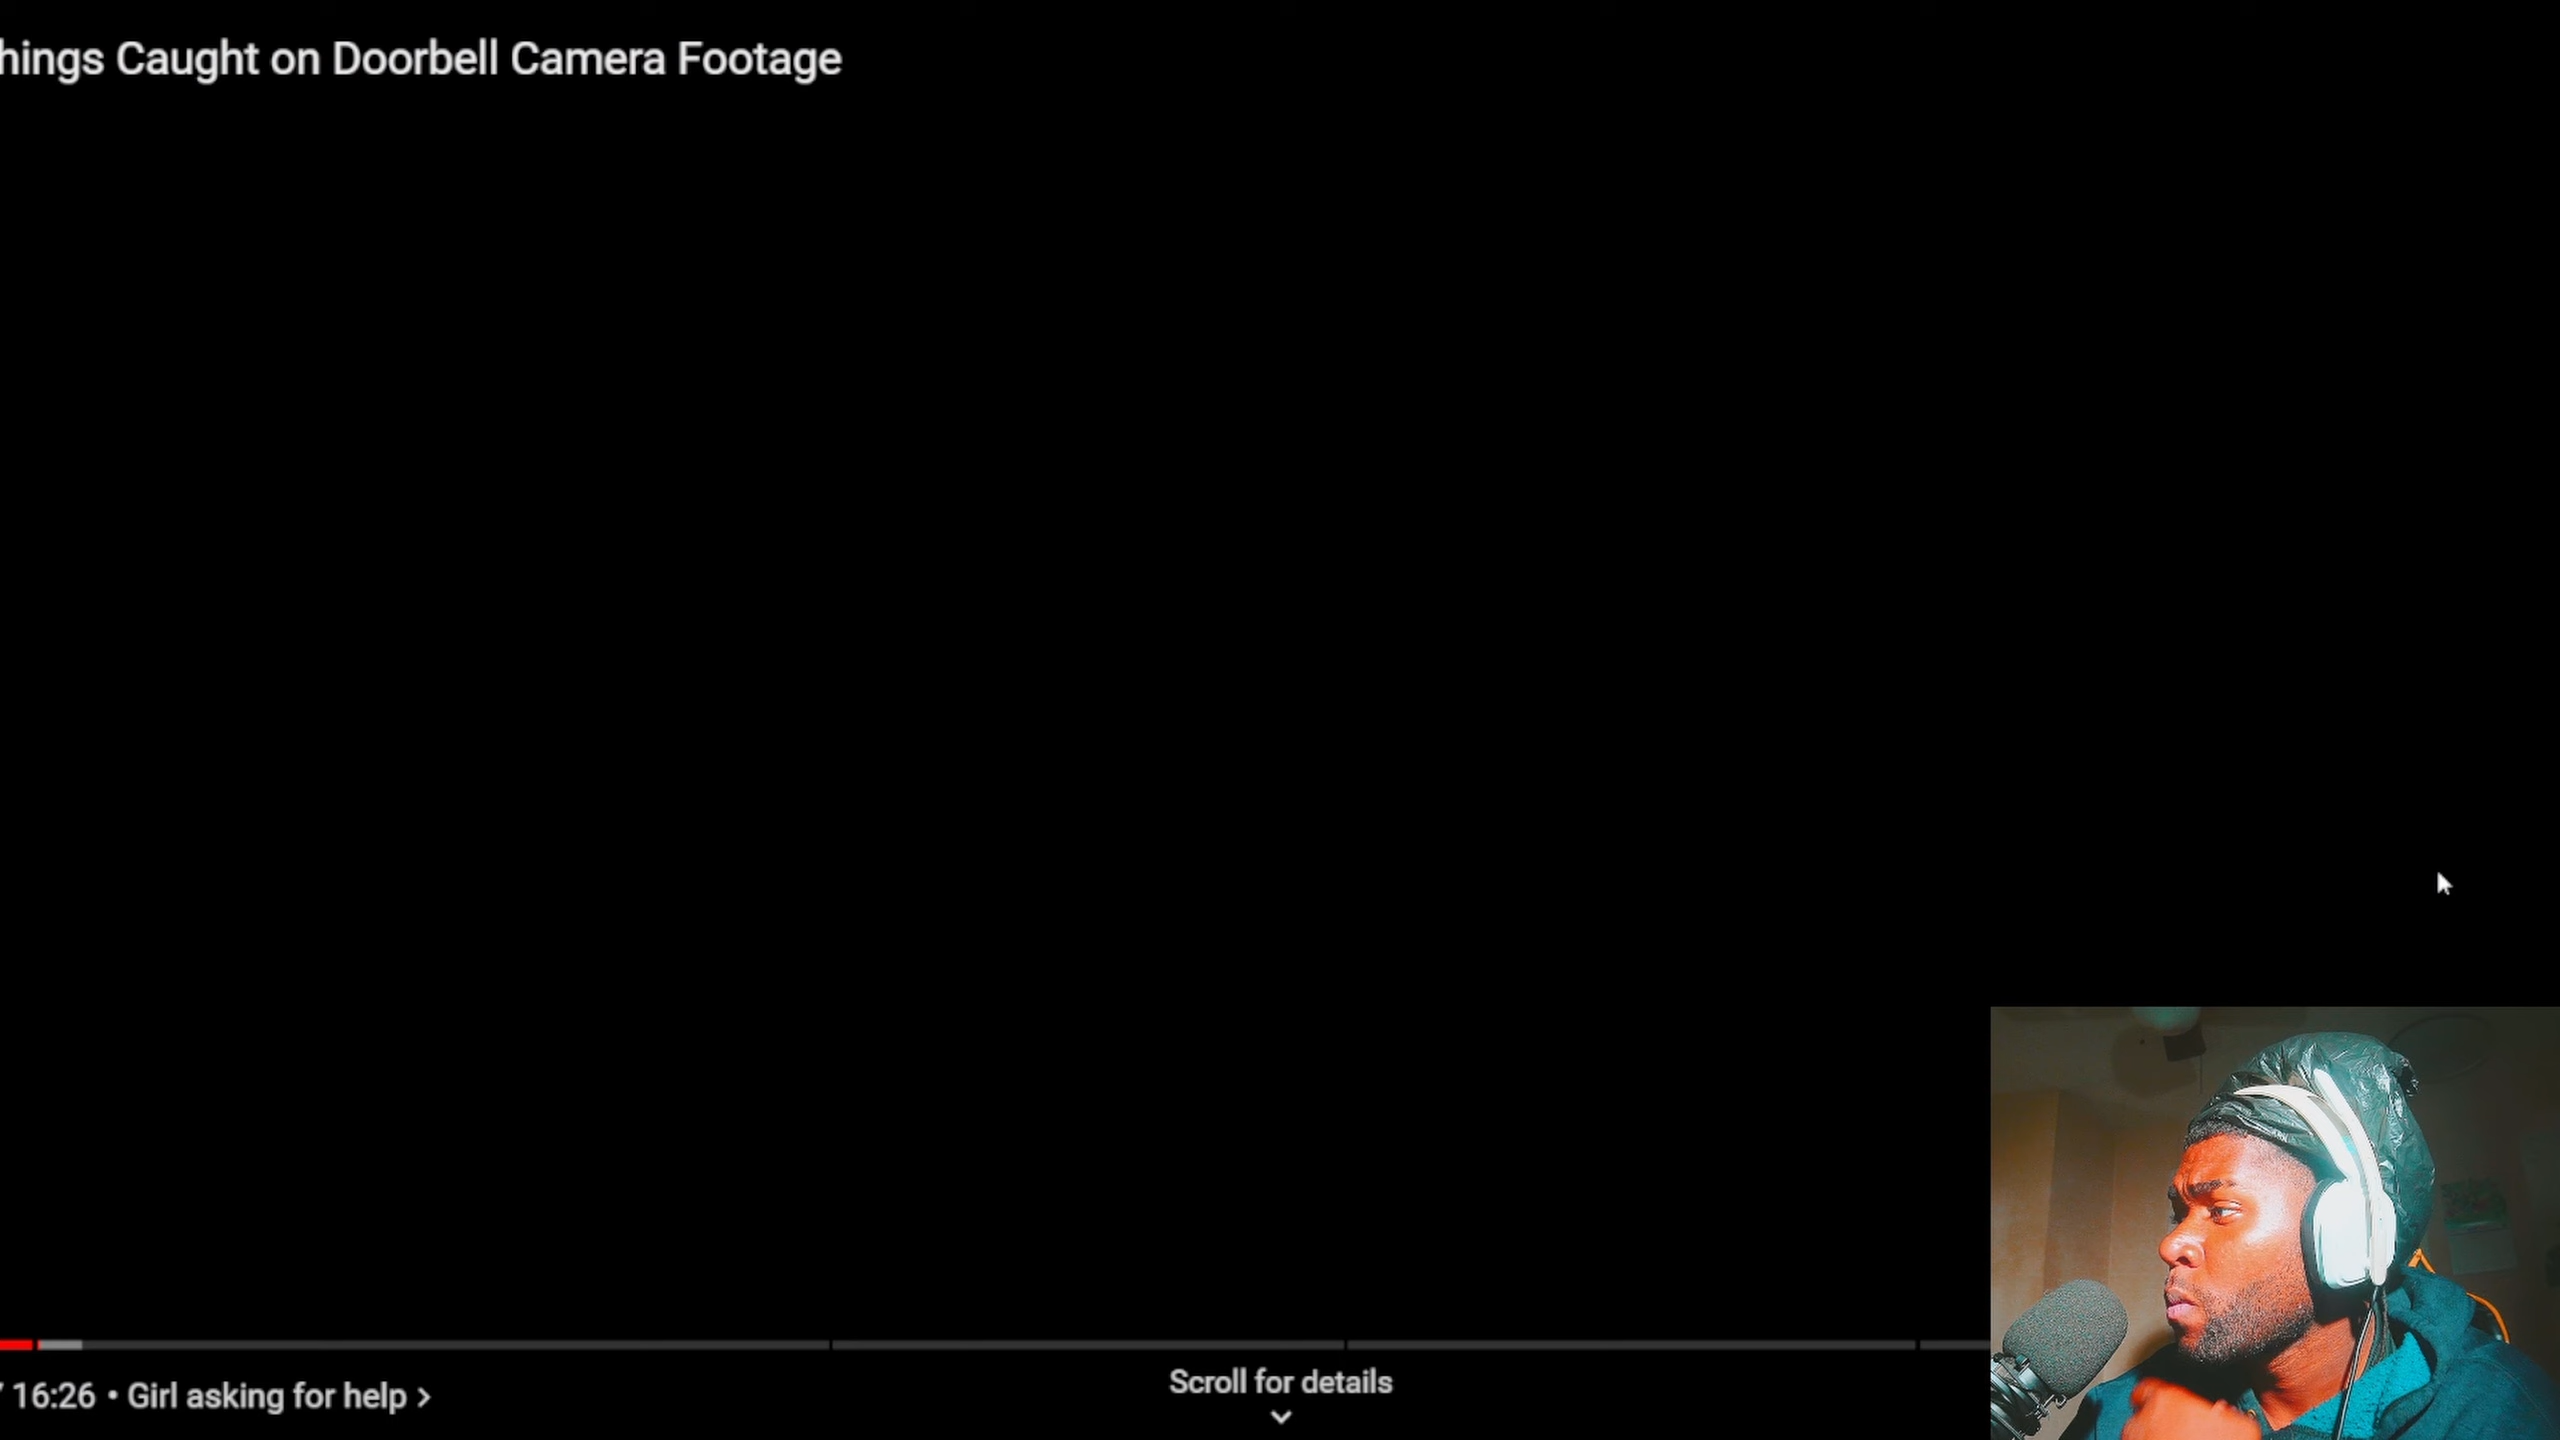 hings Caught on Doorbell Camera Footage
/ 16:26 • Girl asking for help >
Scroll for details